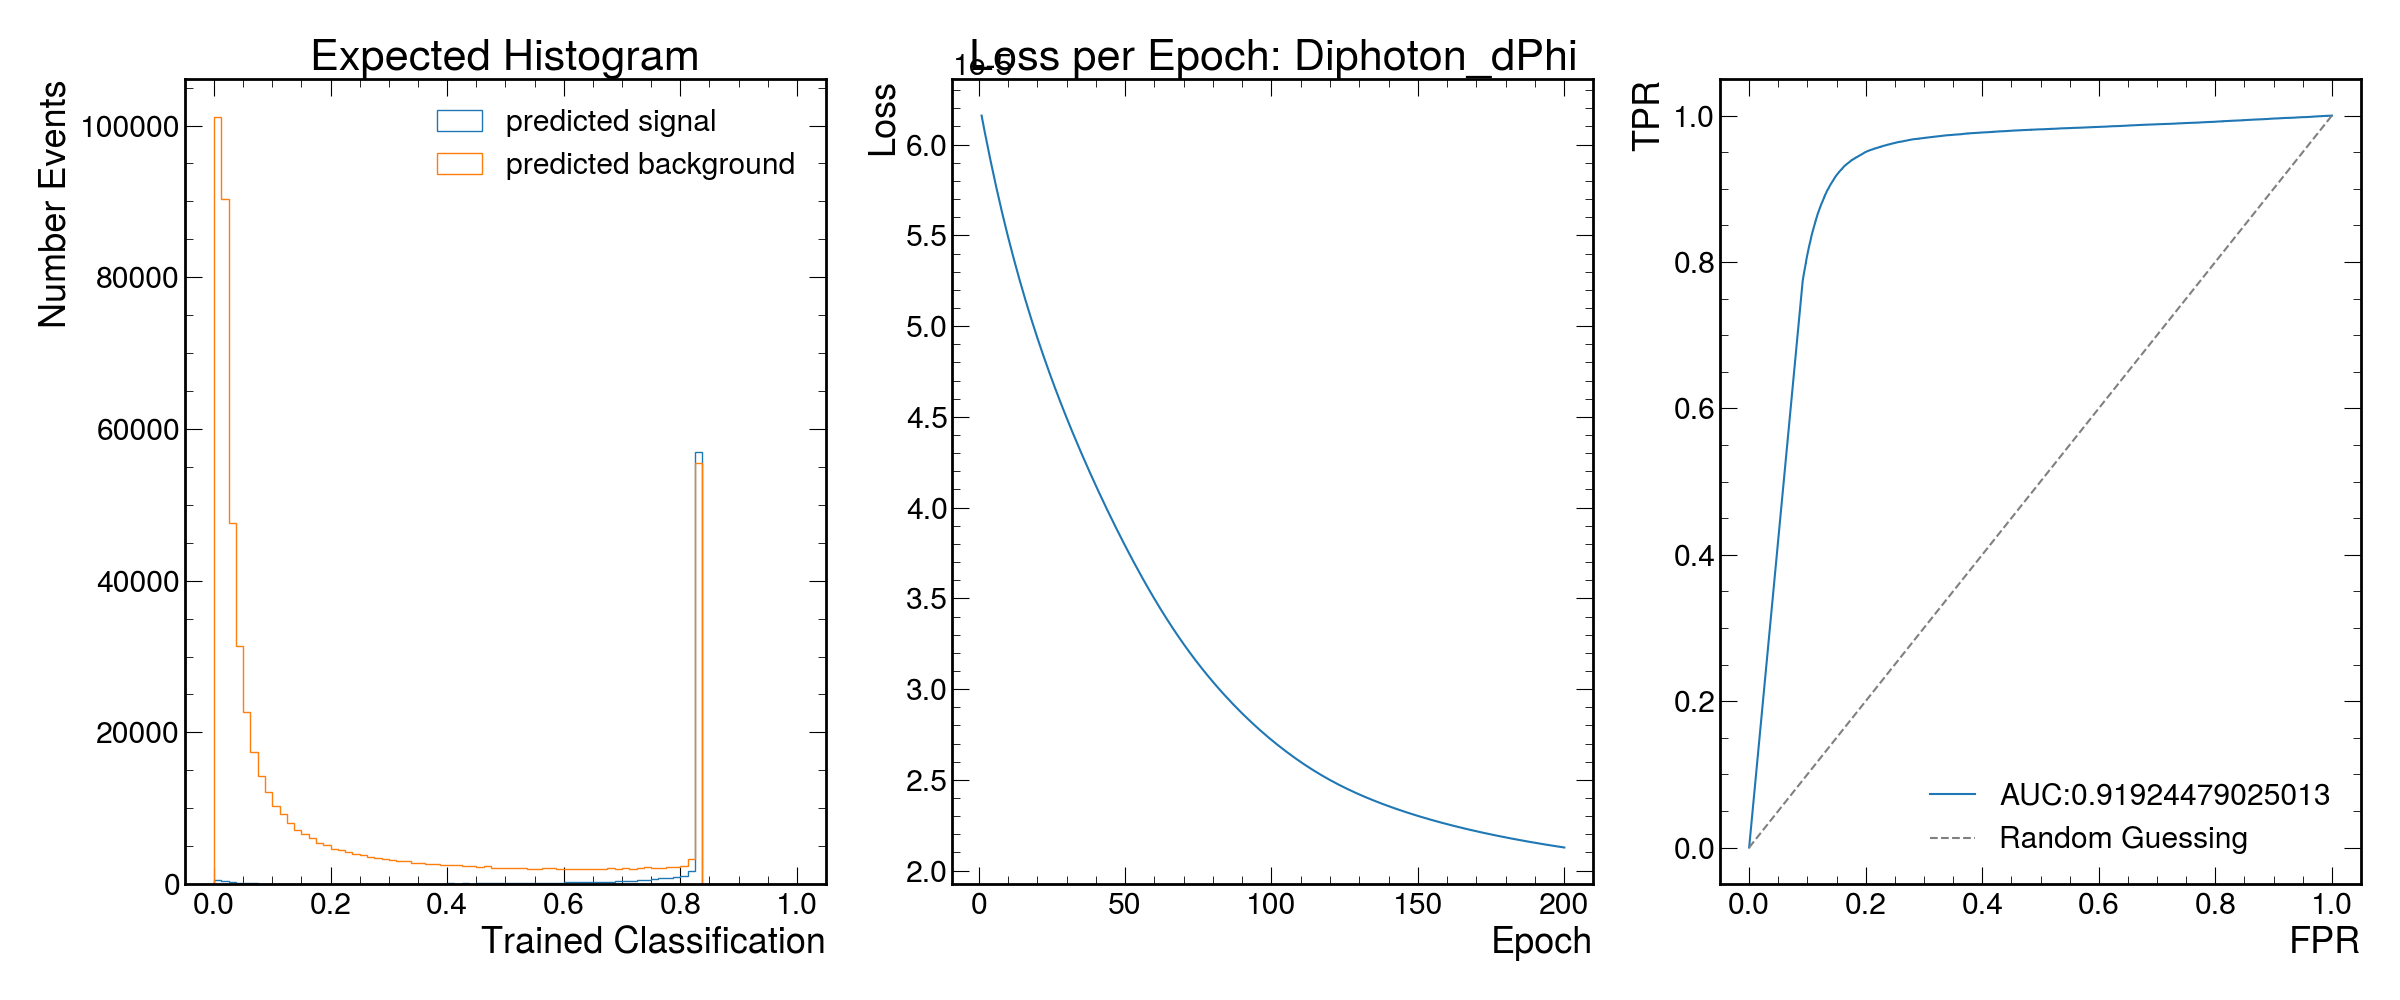 Expected Histogram
Number Events
100000
80000
60000
40000
20000
0
predicted signal
predicted background
0.0 0.2 0.4 0.6 0.8 1.0
Trained Classification
Loss per Epoch: Diphoton_dPhi
1e-5
Loss
6.0
5.5
5.0
4.5
4.0
3.5
3.0
2.5
2.0
0 50 100 150 200
Epoch
TPR
1.0
0.8
0.6
0.4
0.2
0.0
AUC:0.91924479025013
Random Guessing
0.0 0.2 0.4 0.6 0.8 1.0
FPR